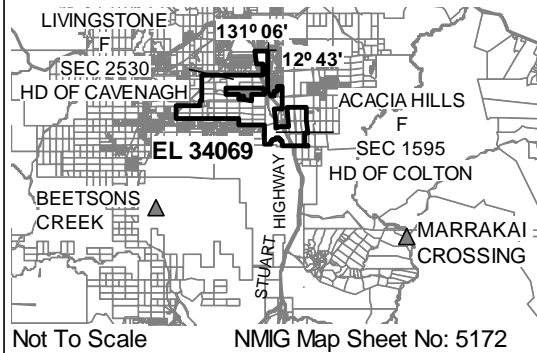 LIVINGSTONE
F
SEC 2530
HD OF CAVENAGH
131º 06'
12º 43'
ACACIA HILLS
F
SEC 1595
HD OF COLTON
EL 34069
BEETSONS
CREEK
STUART HIGHWAY
MARRAKAI
CROSSING
Not To Scale
NMIG Map Sheet No: 5172